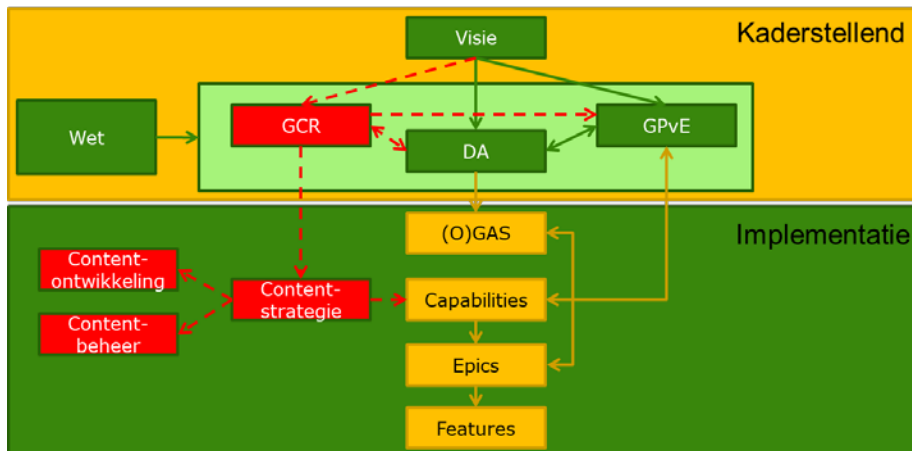 Kaderstellend
Visie
Wet
GCR
GPvE
DA
Implementatie
(O)GAS
Content-
ontwikkeling
Content-
strategie
Capabilities
Content-
beheer
Epics
Features